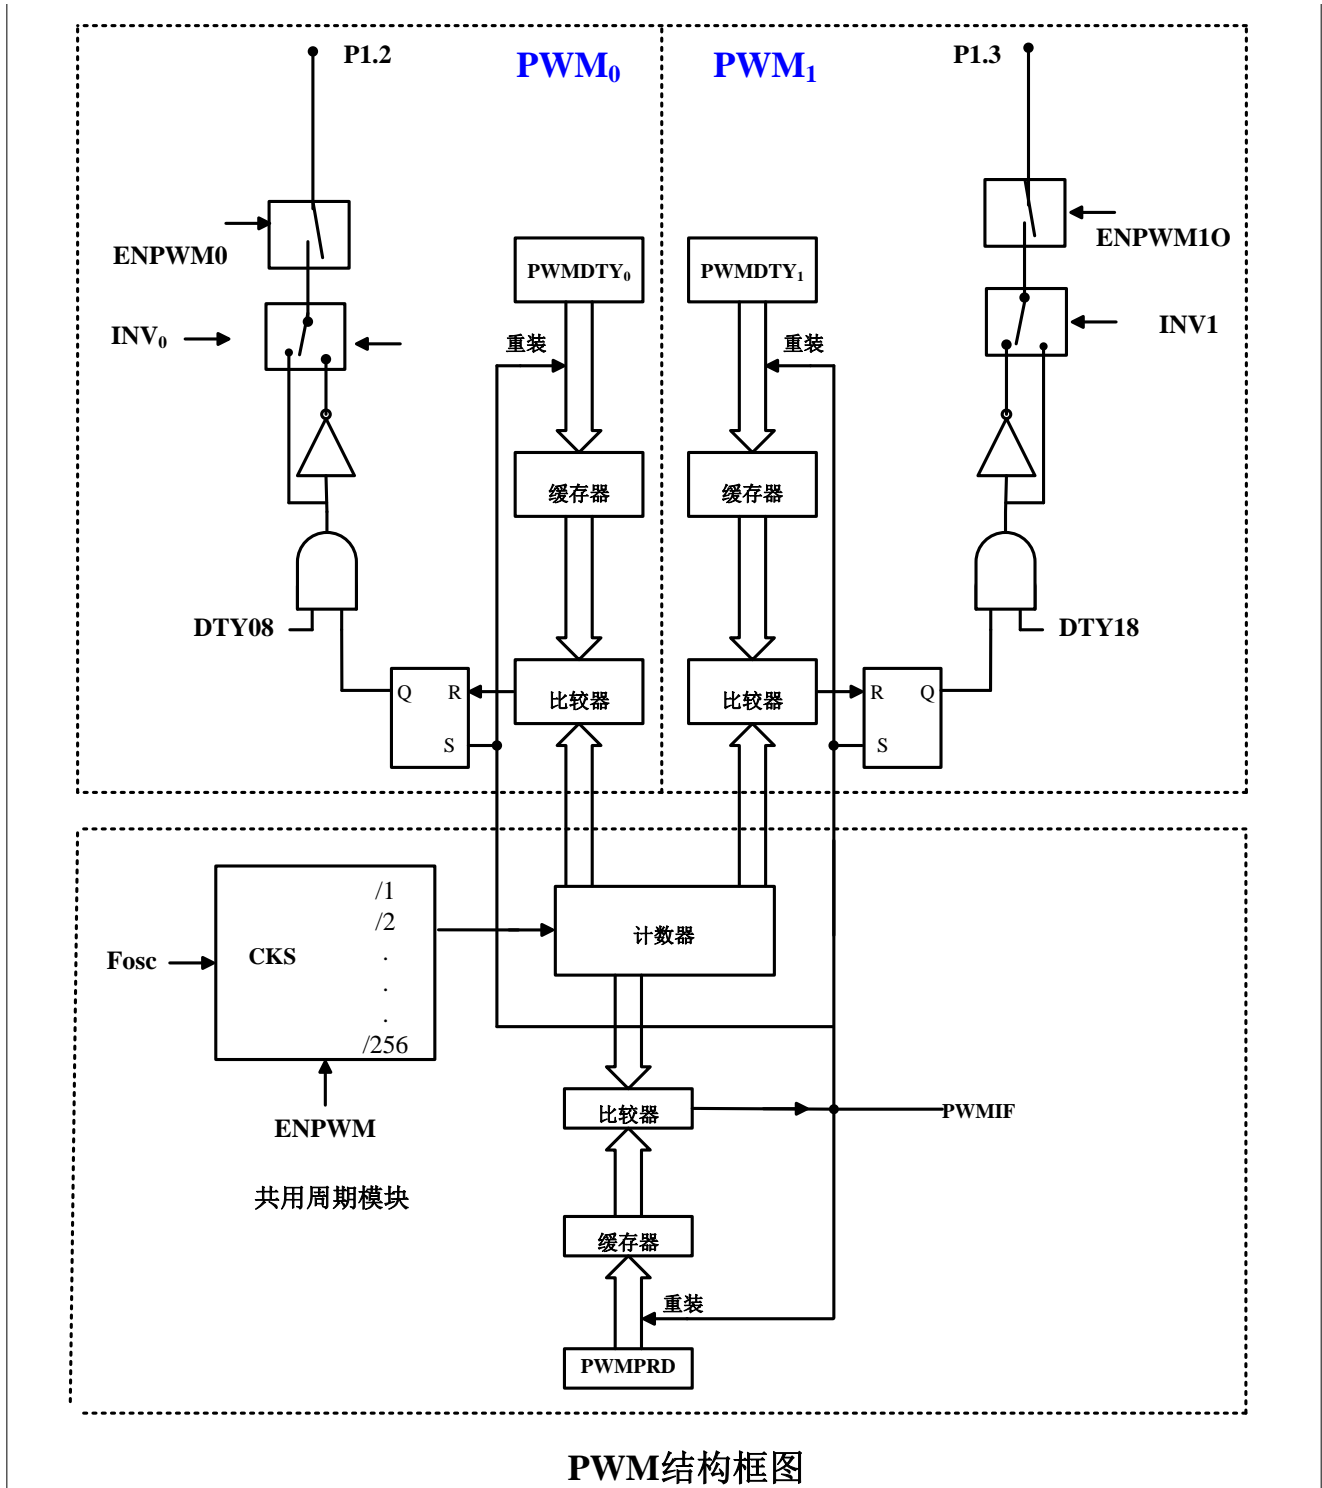 P1.2
PWM₀
PWM₁
P1.3
ENPWM0
ENPWM1O
PWMDTY₀
PWMDTY₁
INV₀
INV1
重装
重装
缓存器
缓存器
DTY08
DTY18
Q
R
S
比较器
比较器
R
Q
S
Fosc
CKS
/1
/2
.
.
.
/256
计数器
ENPWM
比较器
PWMIF
共用周期模块
缓存器
重装
PWMPRD
PWM结构框图